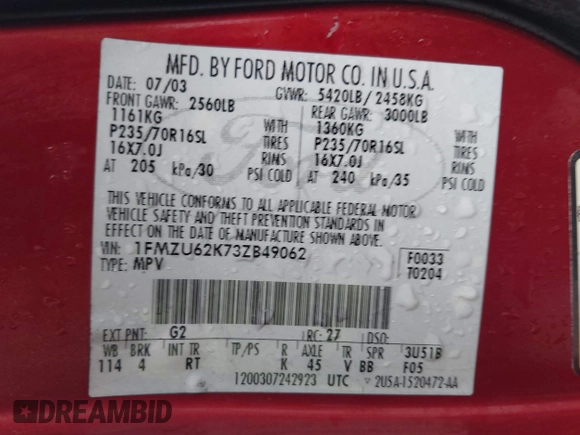 MFD. BY FORD MOTOR CO. IN U.S.A.
DATE: 07/03 GVWR: 5420LB/ 2458KG
FRONT GAWR: 2560LB REAR GAWR: 3000LB
1161KG WITH 1360KG WITH
P235/70R16SL TIRES P235/70R16SL TIRES
16X7.0J RIMS 16X7.0J RIMS
AT 205 kPa/30 PSI COLD AT 240 kPa/35 PSI COLD
THIS VEHICLE CONFORMS TO ALL APPLICABLE FEDERAL MOTOR
VEHICLE SAFETY AND THEFT PREVENTION STANDARDS IN
EFFECT ON THE DATE OF MANUFACTURE SHOWN ABOVE.
VIN: 1FMZU62K73ZB49062 F0033
TYPE: MPV T0204
EXT PNT: G2 RC: 27 DSO:
WB BRK INT TR TP/PS R AXLE TR SPR 3U51B
114 4 RT K 45 V BB F05
1200307242923 UTC 2U5A-1520472-AA
Ford
DREAMBID